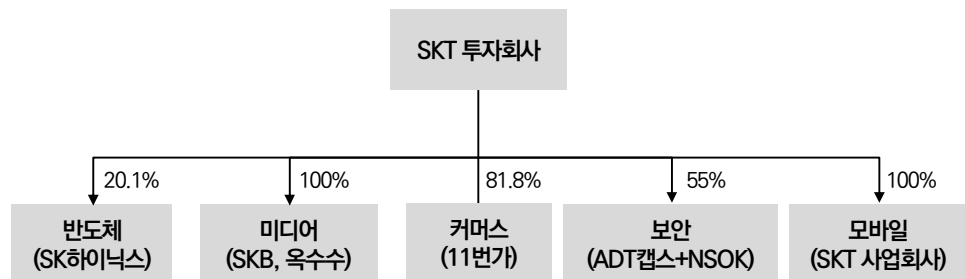 SKT 투자회사
20.1%
100%
81.8%
55%
100%
반도체
(SK하이닉스)
미디어
(SKB, 옥수수)
커머스
(11번가)
보안
(ADT캡스+NSOK)
모바일
(SKT 사업회사)